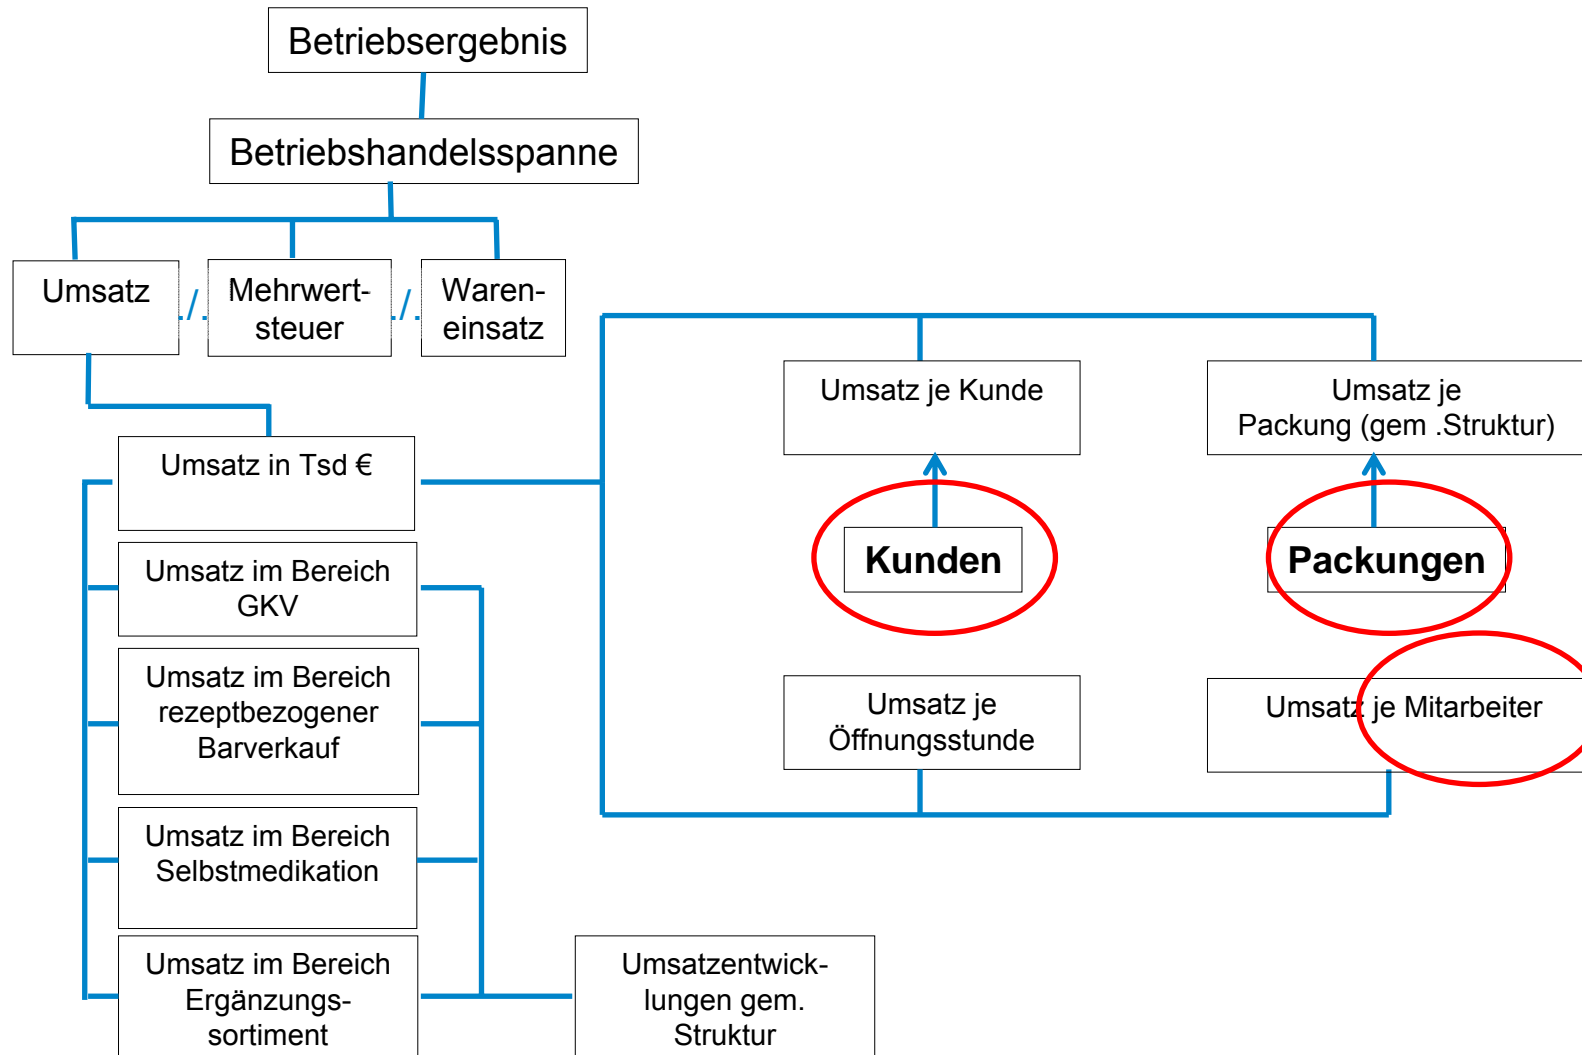 Betriebsergebnis
Betriebshandelsspanne
Umsatz
./.
Mehrwert-
steuer
./.
Waren-
einsatz
Umsatz in Tsd €
Umsatz im Bereich
GKV
Umsatz im Bereich
rezeptbezogener
Barverkauf
Umsatz im Bereich
Selbstmedikation
Umsatz im Bereich
Ergänzungs-
sortiment
Umsatzentwick-
lungen gem.
Struktur
Umsatz je Kunde
Kunden
Umsatz je
Öffnungsstunde
Umsatz je
Packung (gem .Struktur)
Packungen
Umsatz je Mitarbeiter